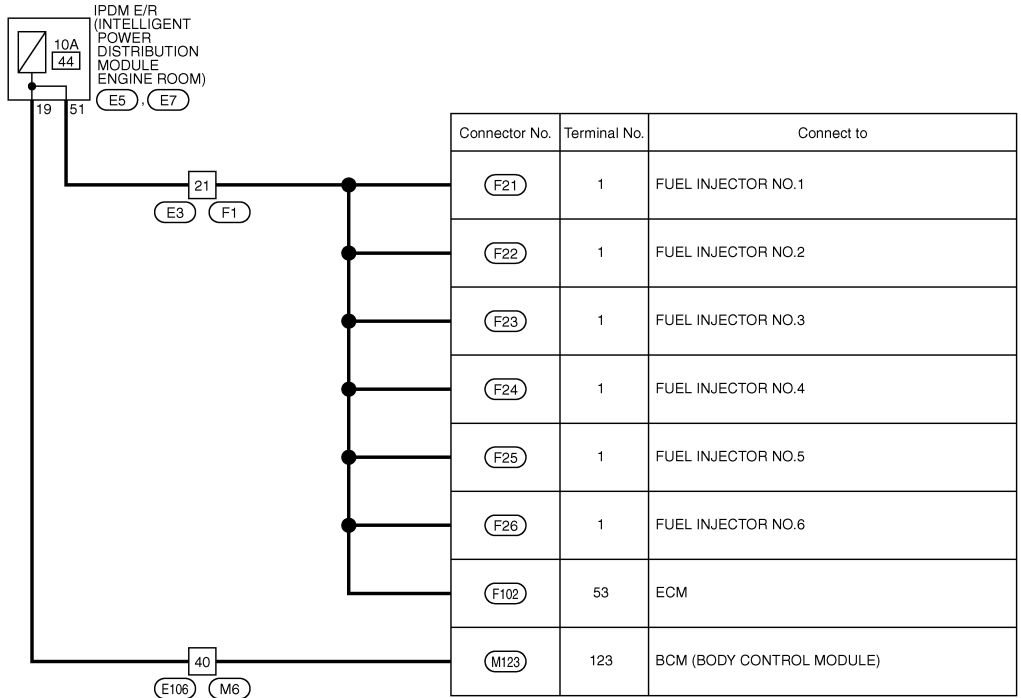 IPDM E/R
(INTELLIGENT
POWER
DISTRIBUTION
MODULE
ENGINE ROOM)
10A
44
E5 , E7
19 51
Connector No. Terminal No. Connect to
21
E3 F1
F21 1 FUEL INJECTOR NO.1
F22 1 FUEL INJECTOR NO.2
F23 1 FUEL INJECTOR NO.3
F24 1 FUEL INJECTOR NO.4
F25 1 FUEL INJECTOR NO.5
F26 1 FUEL INJECTOR NO.6
F102 53 ECM
40
E106 M6
M123 123 BCM (BODY CONTROL MODULE)